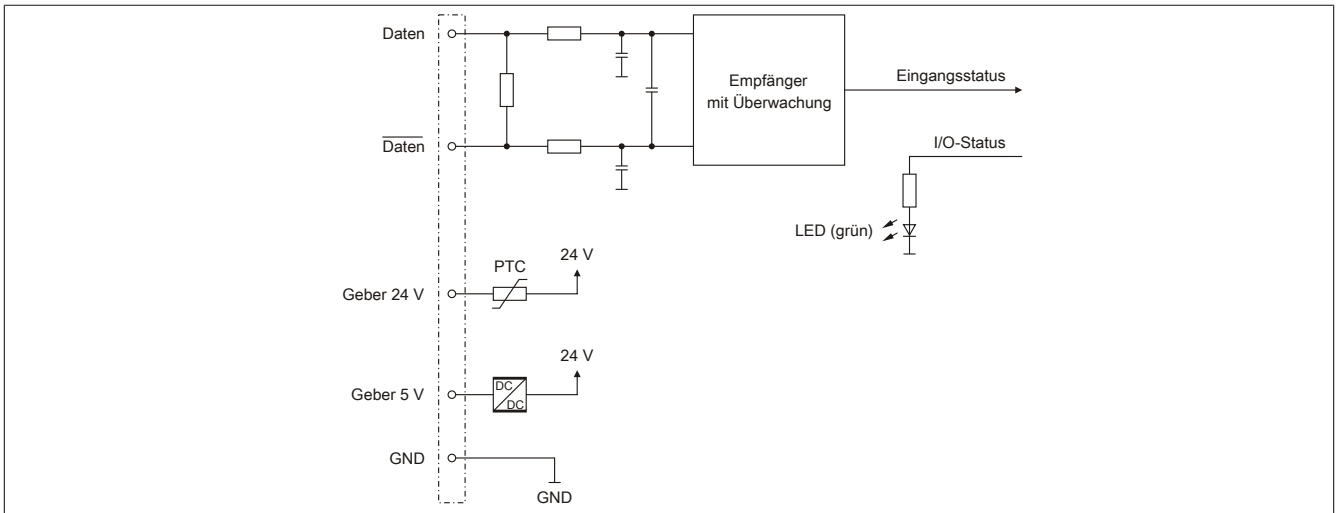 Daten
Empfänger
mit Überwachung
Eingangsstatus
Daten
I/O-Status
LED (grün)
24 V
PTC
Geber 24 V
24 V
Geber 5 V
DC
DC
GND
GND